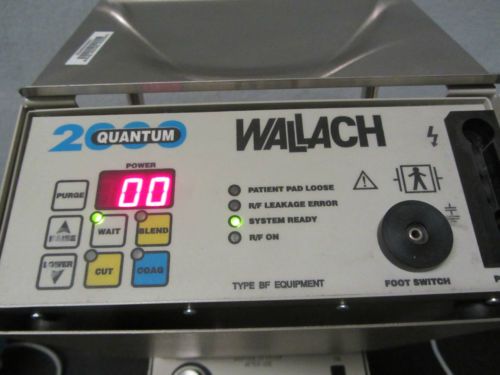 2000 QUANTUM
WALLACH
POWER
00
PURGE
RAISE
WAIT
BLEND
LOWER
CUT
COAG
PATIENT PAD LOOSE
R/F LEAKAGE ERROR
SYSTEM READY
R/F ON
TYPE BF EQUIPMENT
FOOT SWITCH